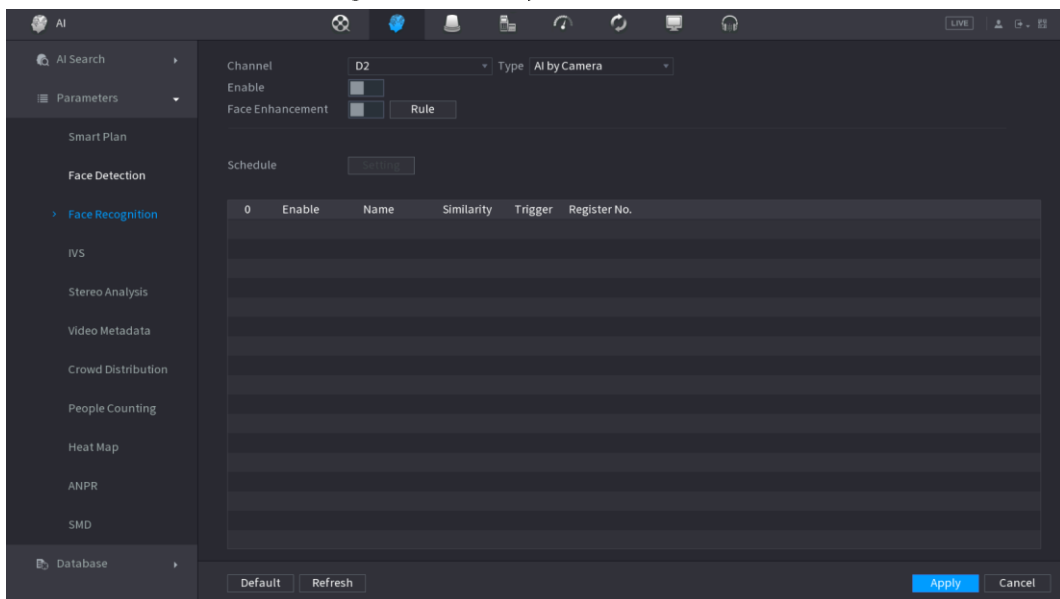 AI
LIVE
AI Search
Parameters
Smart Plan
Face Detection
Face Recognition
IVS
Stereo Analysis
Video Metadata
Crowd Distribution
People Counting
Heat Map
ANPR
SMD
Database
Channel D2 Type AI by Camera
Enable
Face Enhancement Rule
Schedule Setting
0 Enable Name Similarity Trigger Register No.
Default Refresh Apply Cancel